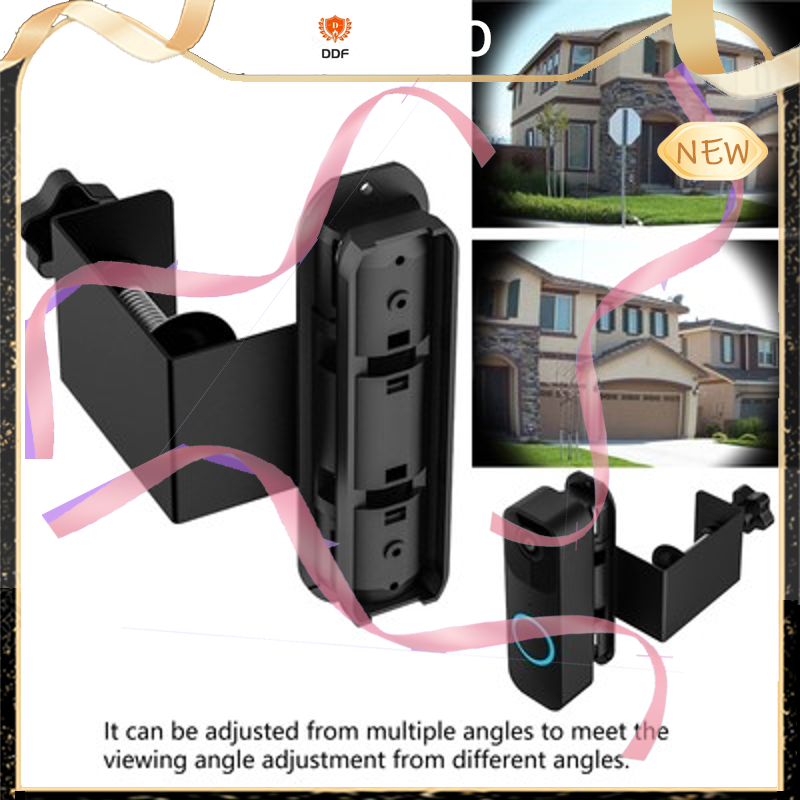 DDF
NEW
It can be adjusted from multiple angles to meet the
viewing angle adjustment from different angles.